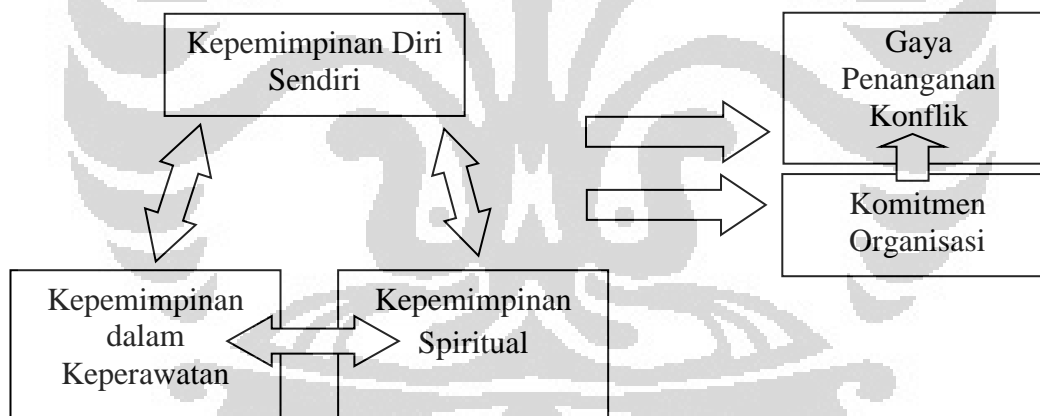 Kepemimpinan Diri
Sendiri
Gaya
Penanganan
Konflik
Komitmen
Organisasi
Kepemimpinan
dalam
Keperawatan
Kepemimpinan
Spiritual